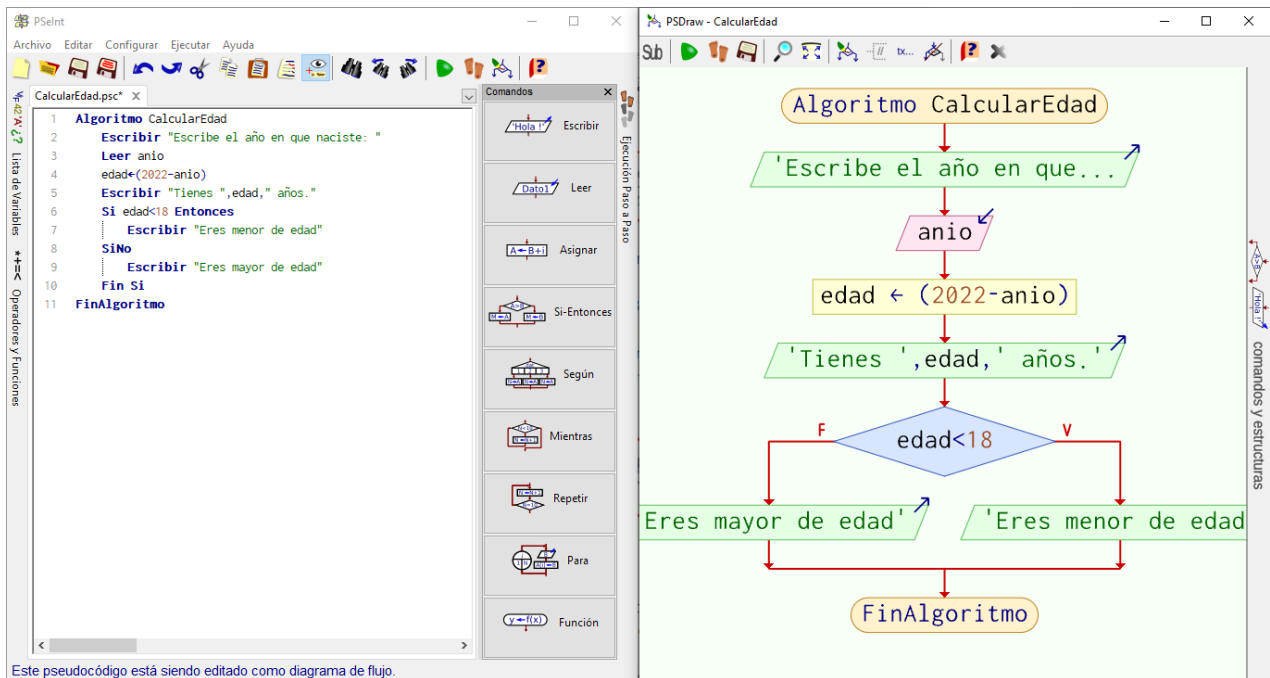 PSeInt
Archivo Editar Configurar Ejecutar Ayuda
CalcularEdad.psc*
1 Algoritmo CalcularEdad
2 Escribir "Escribe el año en que naciste: "
3 Leer anio
4 edad←(2022-anio)
5 Escribir "Tienes ",edad," años."
6 Si edad<18 Entonces
7 Escribir "Eres menor de edad"
8 SiNo
9 Escribir "Eres mayor de edad"
10 Fin Si
11 FinAlgoritmo
Lista de Variables
*+=< Operadores y Funciones
Comandos
'Hola !' Escribir
Dato1 Leer
A←B+i Asignar
Si-Entonces
Según
Mientras
Repetir
Para
y←f(x) Función
Ejecución Paso a Paso
Este pseudocódigo está siendo editado como diagrama de flujo.
PSDraw - CalcularEdad
Sub
Algoritmo CalcularEdad
'Escribe el año en que...
anio
edad ← (2022-anio)
'Tienes ',edad,' años.'
edad<18
F
V
Eres mayor de edad'
'Eres menor de edad
FinAlgoritmo
A>B
'Hola !'
comandos y estructuras